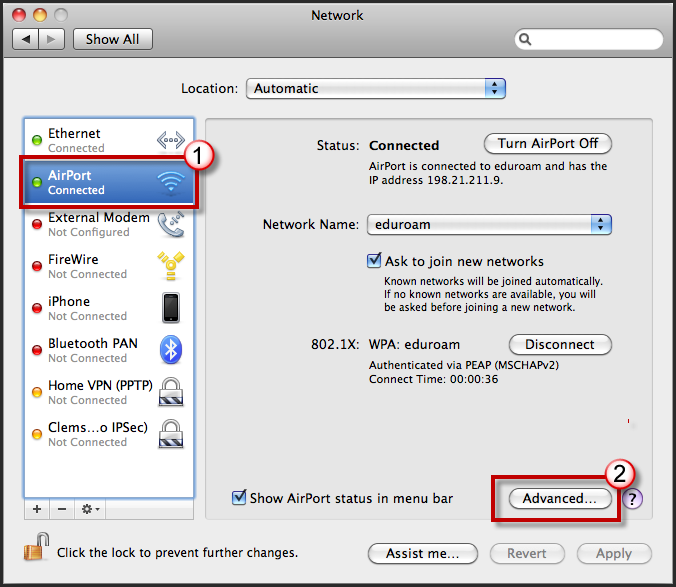 Network
Show All
Location: Automatic
Ethernet
Connected
1
AirPort
Connected
External Modem
Not Configured
FireWire
Not Connected
iPhone
Not Connected
Bluetooth PAN
Not Connected
Home VPN (PPTP)
Not Connected
Clems...o IPSec)
Not Connected
Status: Connected Turn AirPort Off
AirPort is connected to eduroam and has the
IP address 198.21.211.9.
Network Name: eduroam
Ask to join new networks
Known networks will be joined automatically.
If no known networks are available, you will
be asked before joining a new network.
802.1X: WPA: eduroam Disconnect
Authenticated via PEAP (MSCHAPv2)
Connect Time: 00:00:36
2
Show AirPort status in menu bar Advanced... ?
Click the lock to prevent further changes. Assist me... Revert Apply